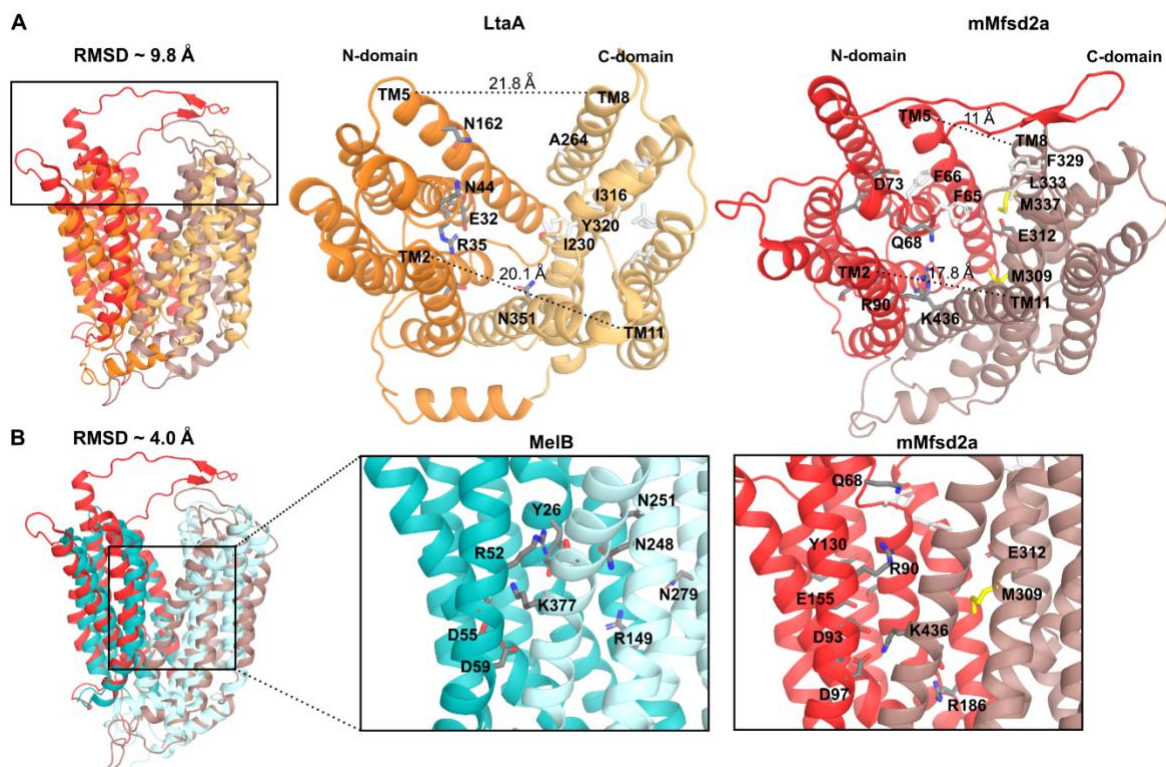 A
RMSD ~ 9.8 Å
LtaA
N-domain
C-domain
21.8 Å
TM5
TM8
N162
A264
N44
I316
E32
Y320
R35
I230
TM2
20.1 Å
N351
TM11
mMfsd2a
N-domain
C-domain
TM5
11 Å
TM8
F329
F66
D73
L333
F65
M337
Q68
E312
TM2
17.8 Å
M309
TM11
R90
K436
B
RMSD ~ 4.0 Å
MelB
Y26
N251
R52
N248
K377
N279
D55
R149
D59
mMfsd2a
Q68
Y130
R90
E312
E155
M309
D93
K436
D97
R186